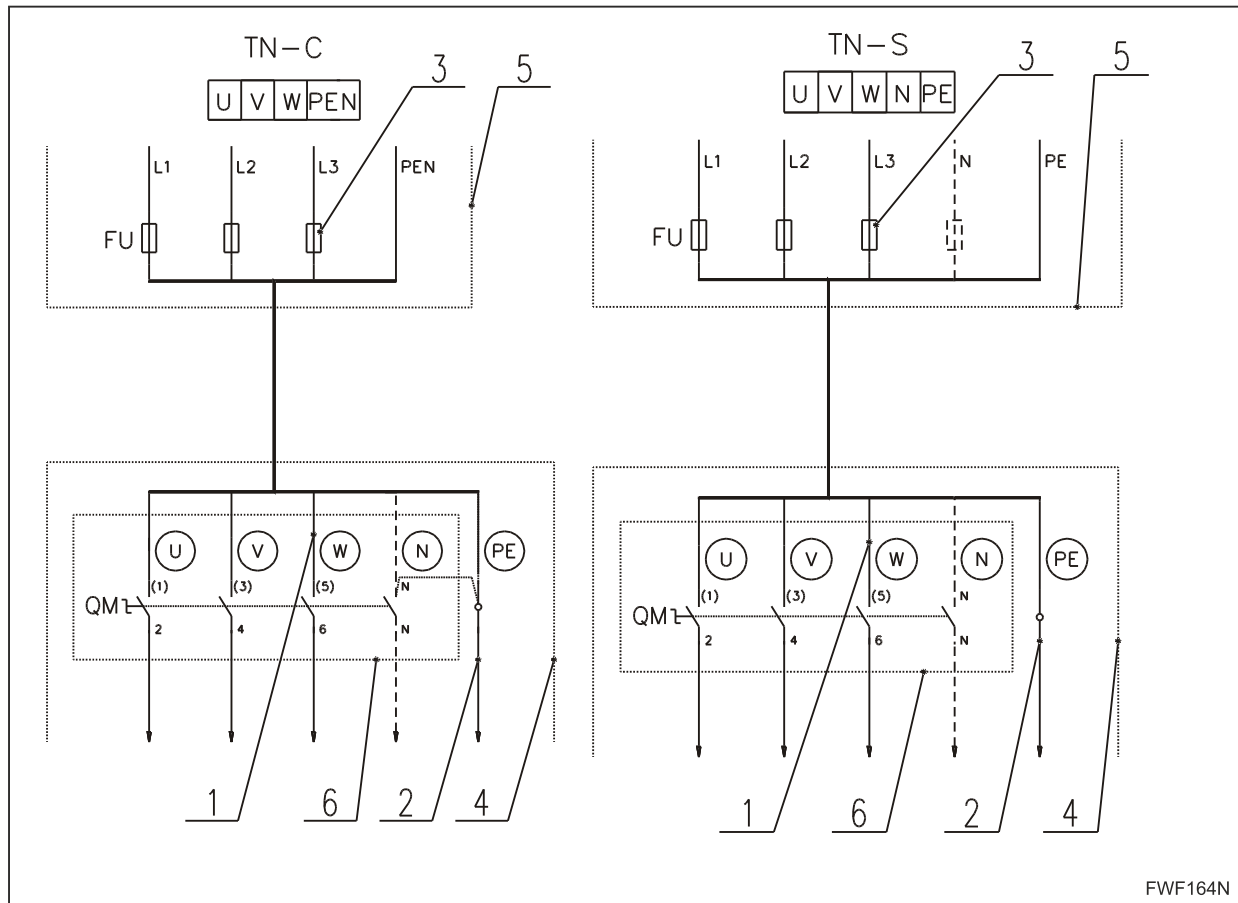 TN-C
3
5
U V W PEN
L1 L2 L3 PEN
FU
U V W N PE
(1) (3) (5) N
QM
2 4 6 N
1 6 2 4
TN-S
3
5
U V W N PE
L1 L2 L3 N PE
FU
U V W N PE
(1) (3) (5) N
QM
2 4 6 N
1 6 2 4
FWF164N